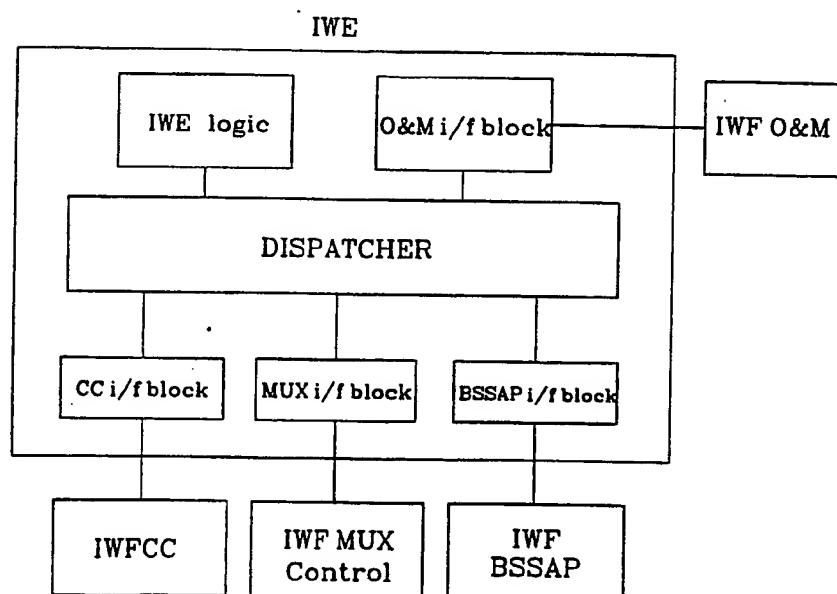 IWE
IWE logic
O&M i/f block
IWF O&M
DISPATCHER
CC i/f block
MUX i/f block
BSSAP i/f block
IWFCC
IWF MUX
Control
IWF
BSSAP